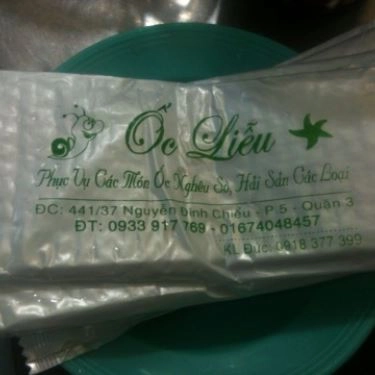 Ốc Liễu
Phục Vụ Các Món Ốc Nghêu Sò, Hải Sản Các Loại
ĐC: 441/37 Nguyễn Đình Chiểu - P 5 - Quận 3
ĐT: 0933 917 769 - 01674048457
KL Đức: 0918 377 399